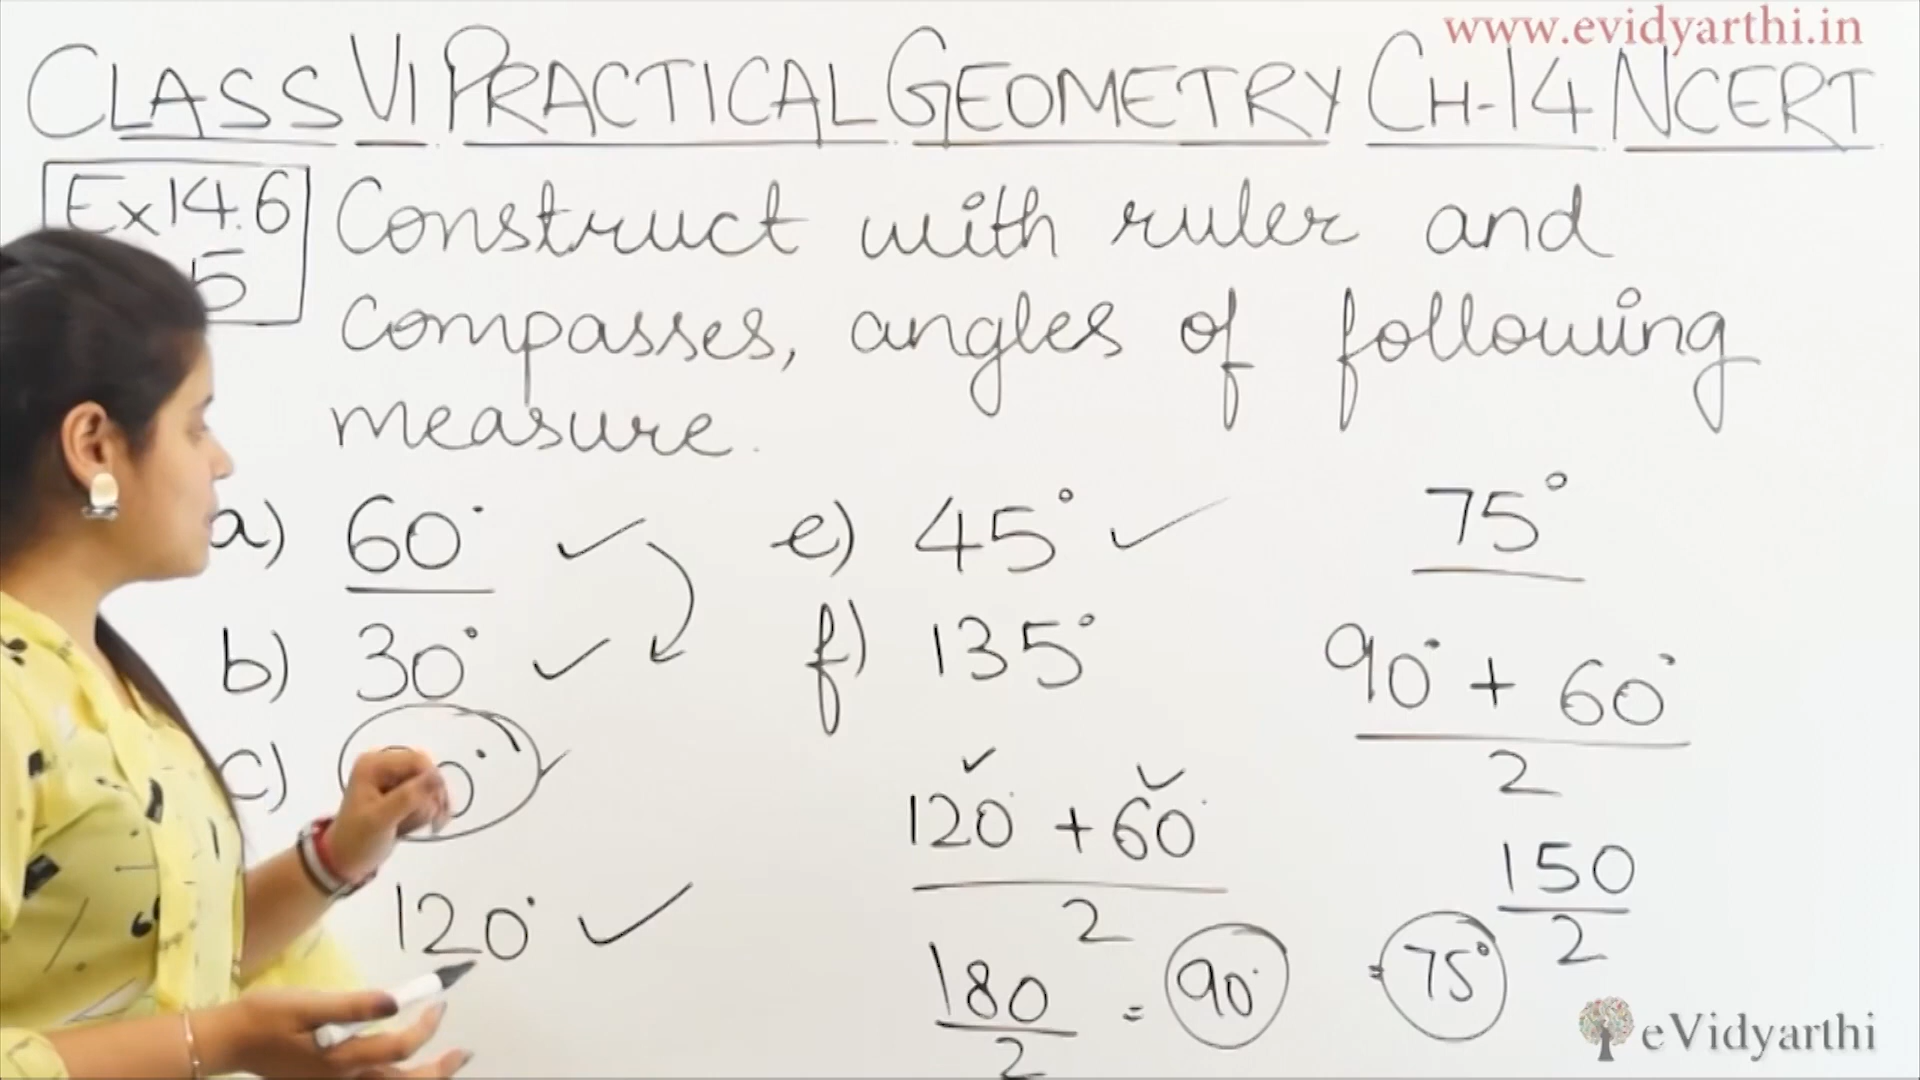 www.evidyarthi.in
CLASS VI PRACTICAL GEOMETRY CH-14 NCERT
Ex 14.6
5
Construct with ruler and
compasses, angles of following
measure.
a) 60° ✓
b) 30° ✓
c)
120° ✓
e) 45° ✓
f) 135°
120° + 60°
2
180
2
= 90°
75°
90° + 60°
2
150
2
= 75°
eVidyarthi